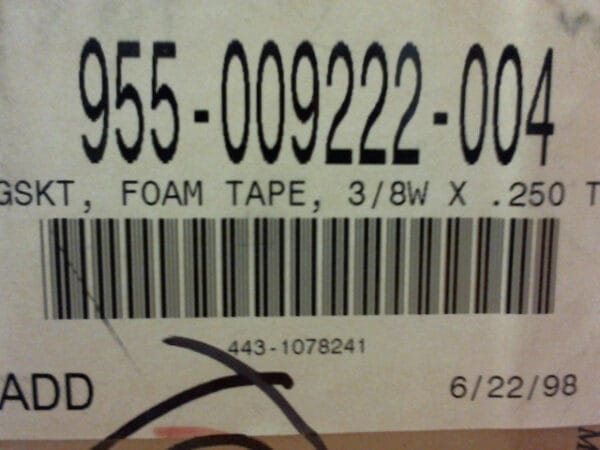 955-009222-004
GSKT, FOAM TAPE, 3/8W X .250 T
443-1078241
ADD 6/22/98
M